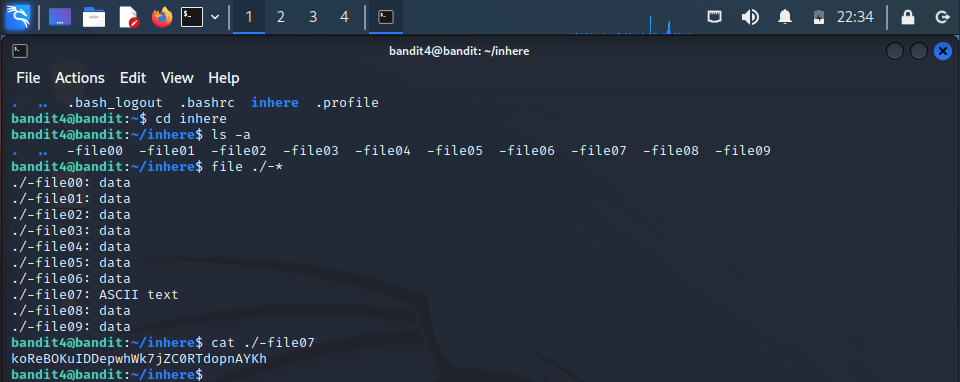 1 2 3 4 22:34
bandit4@bandit: ~/inhere
File Actions Edit View Help
. .. .bash_logout .bashrc inhere .profile
bandit4@bandit:~$ cd inhere
bandit4@bandit:~/inhere$ ls -a
. .. -file00 -file01 -file02 -file03 -file04 -file05 -file06 -file07 -file08 -file09
bandit4@bandit:~/inhere$ file ./-*
./-file00: data
./-file01: data
./-file02: data
./-file03: data
./-file04: data
./-file05: data
./-file06: data
./-file07: ASCII text
./-file08: data
./-file09: data
bandit4@bandit:~/inhere$ cat ./-file07
koReBOKuIDDepwhWk7jZC0RTdopnAYKh
bandit4@bandit:~/inhere$